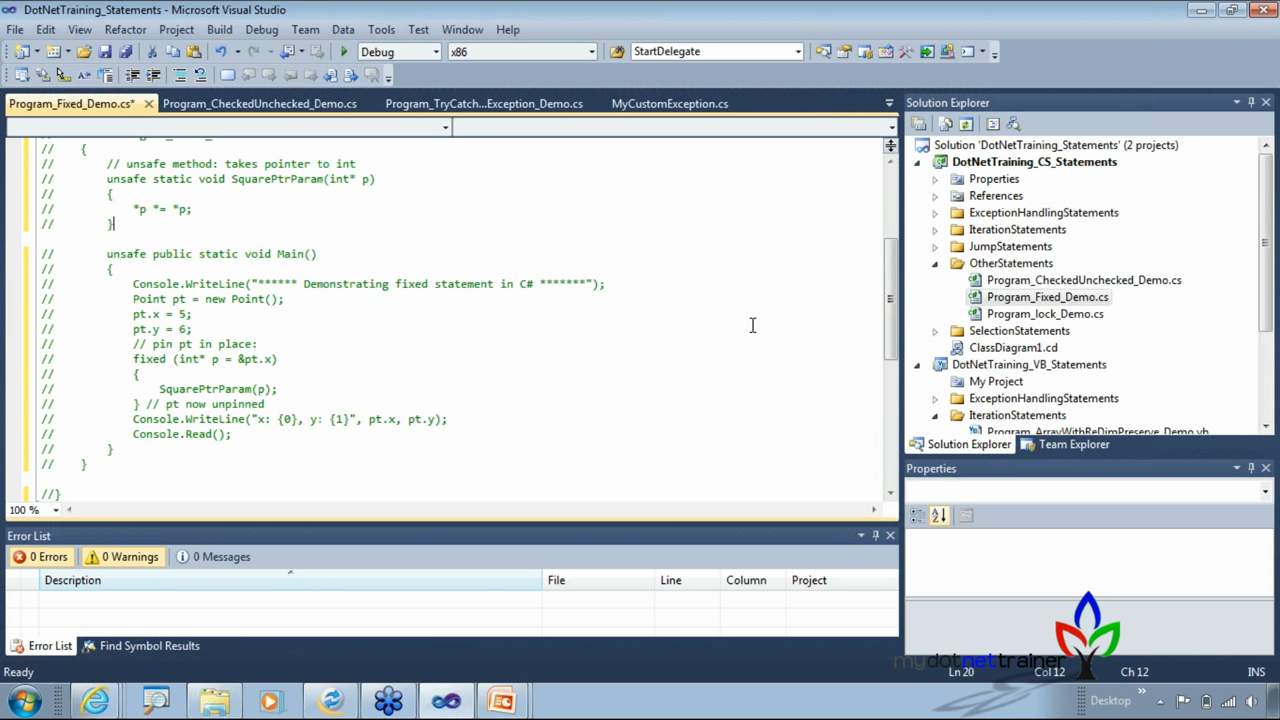 DotNetTraining_Statements - Microsoft Visual Studio
File Edit View Refactor Project Build Debug Team Data Tools Test Window Help
Debug x86 StartDelegate
Program_Fixed_Demo.cs* Program_CheckedUnchecked_Demo.cs Program_TryCatch...Exception_Demo.cs MyCustomException.cs
// {
// // unsafe method: takes pointer to int
// unsafe static void SquarePtrParam(int* p)
// {
// *p *= *p;
// }
// unsafe public static void Main()
// {
// Console.WriteLine("****** Demonstrating fixed statement in C# *******");
// Point pt = new Point();
// pt.x = 5;
// pt.y = 6;
// // pin pt in place:
// fixed (int* p = &pt.x)
// {
// SquarePtrParam(p);
// } // pt now unpinned
// Console.WriteLine("x: {0}, y: {1}", pt.x, pt.y);
// Console.Read();
// }
// }
//}
100 %
Solution Explorer
Solution 'DotNetTraining_Statements' (2 projects)
DotNetTraining_CS_Statements
Properties
References
ExceptionHandlingStatements
IterationStatements
JumpStatements
OtherStatements
Program_CheckedUnchecked_Demo.cs
Program_Fixed_Demo.cs
Program_lock_Demo.cs
SelectionStatements
ClassDiagram1.cd
DotNetTraining_VB_Statements
My Project
ExceptionHandlingStatements
IterationStatements
Program_ArrayWithReDimPreserve_Demo.vb
Solution Explorer Team Explorer
Properties
Error List
0 Errors 0 Warnings 0 Messages
Description File Line Column Project
Error List Find Symbol Results
mydotnettrainer
Ready Ln 20 Col 12 Ch 12 INS
Desktop